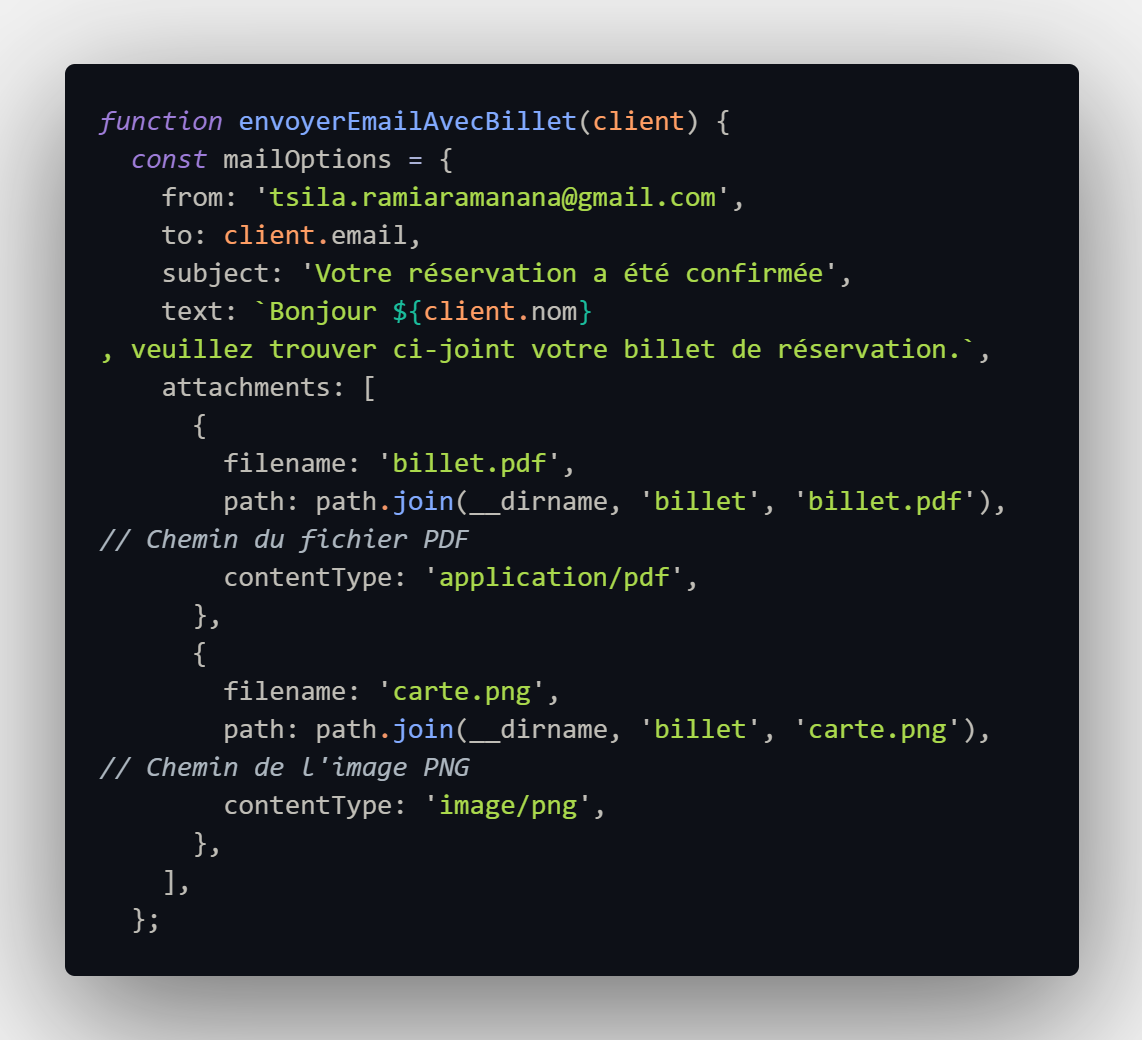 function envoyerEmailAvecBillet(client) {
  const mailOptions = {
    from: 'tsila.ramiaramanana@gmail.com',
    to: client.email,
    subject: 'Votre réservation a été confirmée',
    text: `Bonjour ${client.nom}
, veuillez trouver ci-joint votre billet de réservation.`,
    attachments: [
      {
        filename: 'billet.pdf',
        path: path.join(__dirname, 'billet', 'billet.pdf'),
// Chemin du fichier PDF
        contentType: 'application/pdf',
      },
      {
        filename: 'carte.png',
        path: path.join(__dirname, 'billet', 'carte.png'),
// Chemin de l'image PNG
        contentType: 'image/png',
      },
    ],
  };